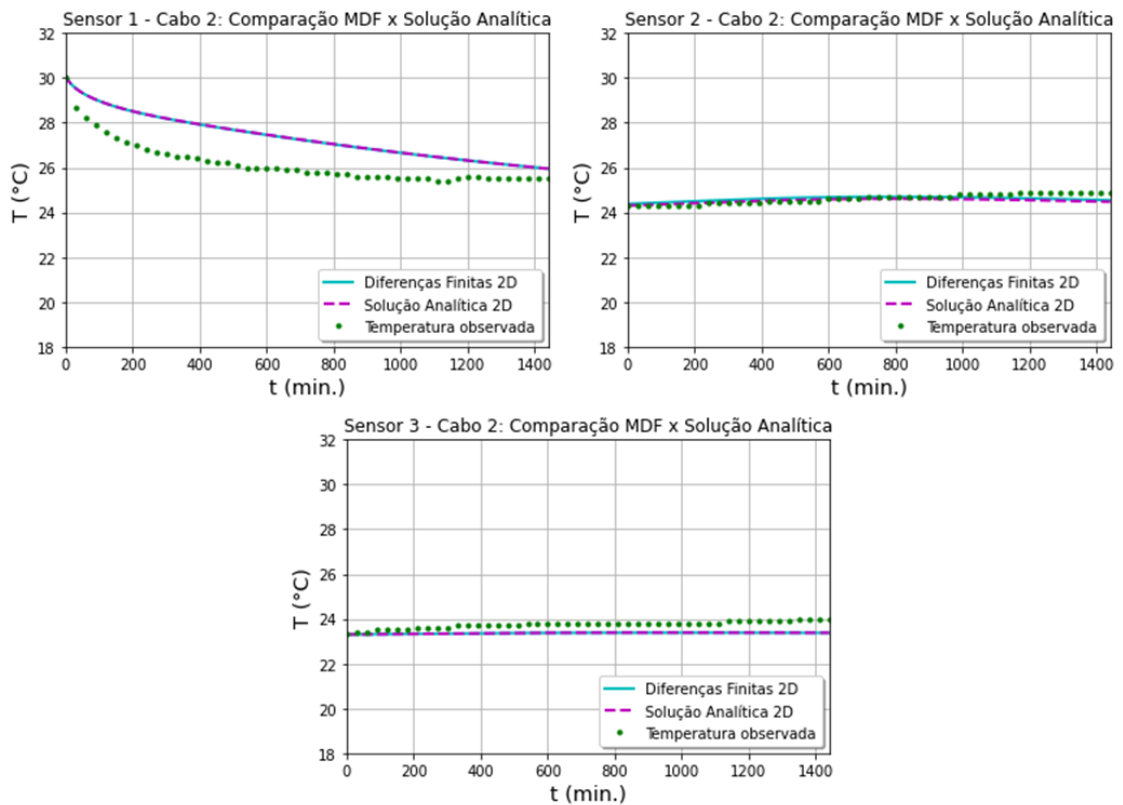 Sensor 1 - Cabo 2: Comparação MDF x Solução Analítica
32
30
28
26
24
22
20
18
T (°C)
0 200 400 600 800 1000 1200 1400
t (min.)
Diferenças Finitas 2D
Solução Analítica 2D
Temperatura observada
Sensor 2 - Cabo 2: Comparação MDF x Solução Analítica
32
30
28
26
24
22
20
18
T (°C)
0 200 400 600 800 1000 1200 1400
t (min.)
Diferenças Finitas 2D
Solução Analítica 2D
Temperatura observada
Sensor 3 - Cabo 2: Comparação MDF x Solução Analítica
32
30
28
26
24
22
20
18
T (°C)
0 200 400 600 800 1000 1200 1400
t (min.)
Diferenças Finitas 2D
Solução Analítica 2D
Temperatura observada